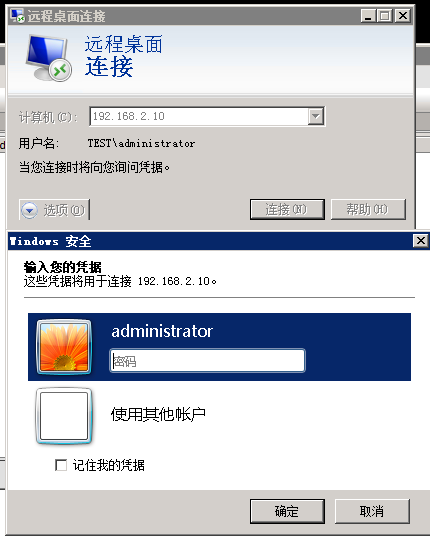 远程桌面连接
远程桌面
连接
计算机(C):
192.168.2.10
用户名:
TEST\administrator
当您连接时将向您询问凭据。
选项(O)
连接(N)
帮助(H)
Windows 安全
输入您的凭据
这些凭据将用于连接 192.168.2.10。
administrator
密码
使用其他帐户
记住我的凭据
确定
取消